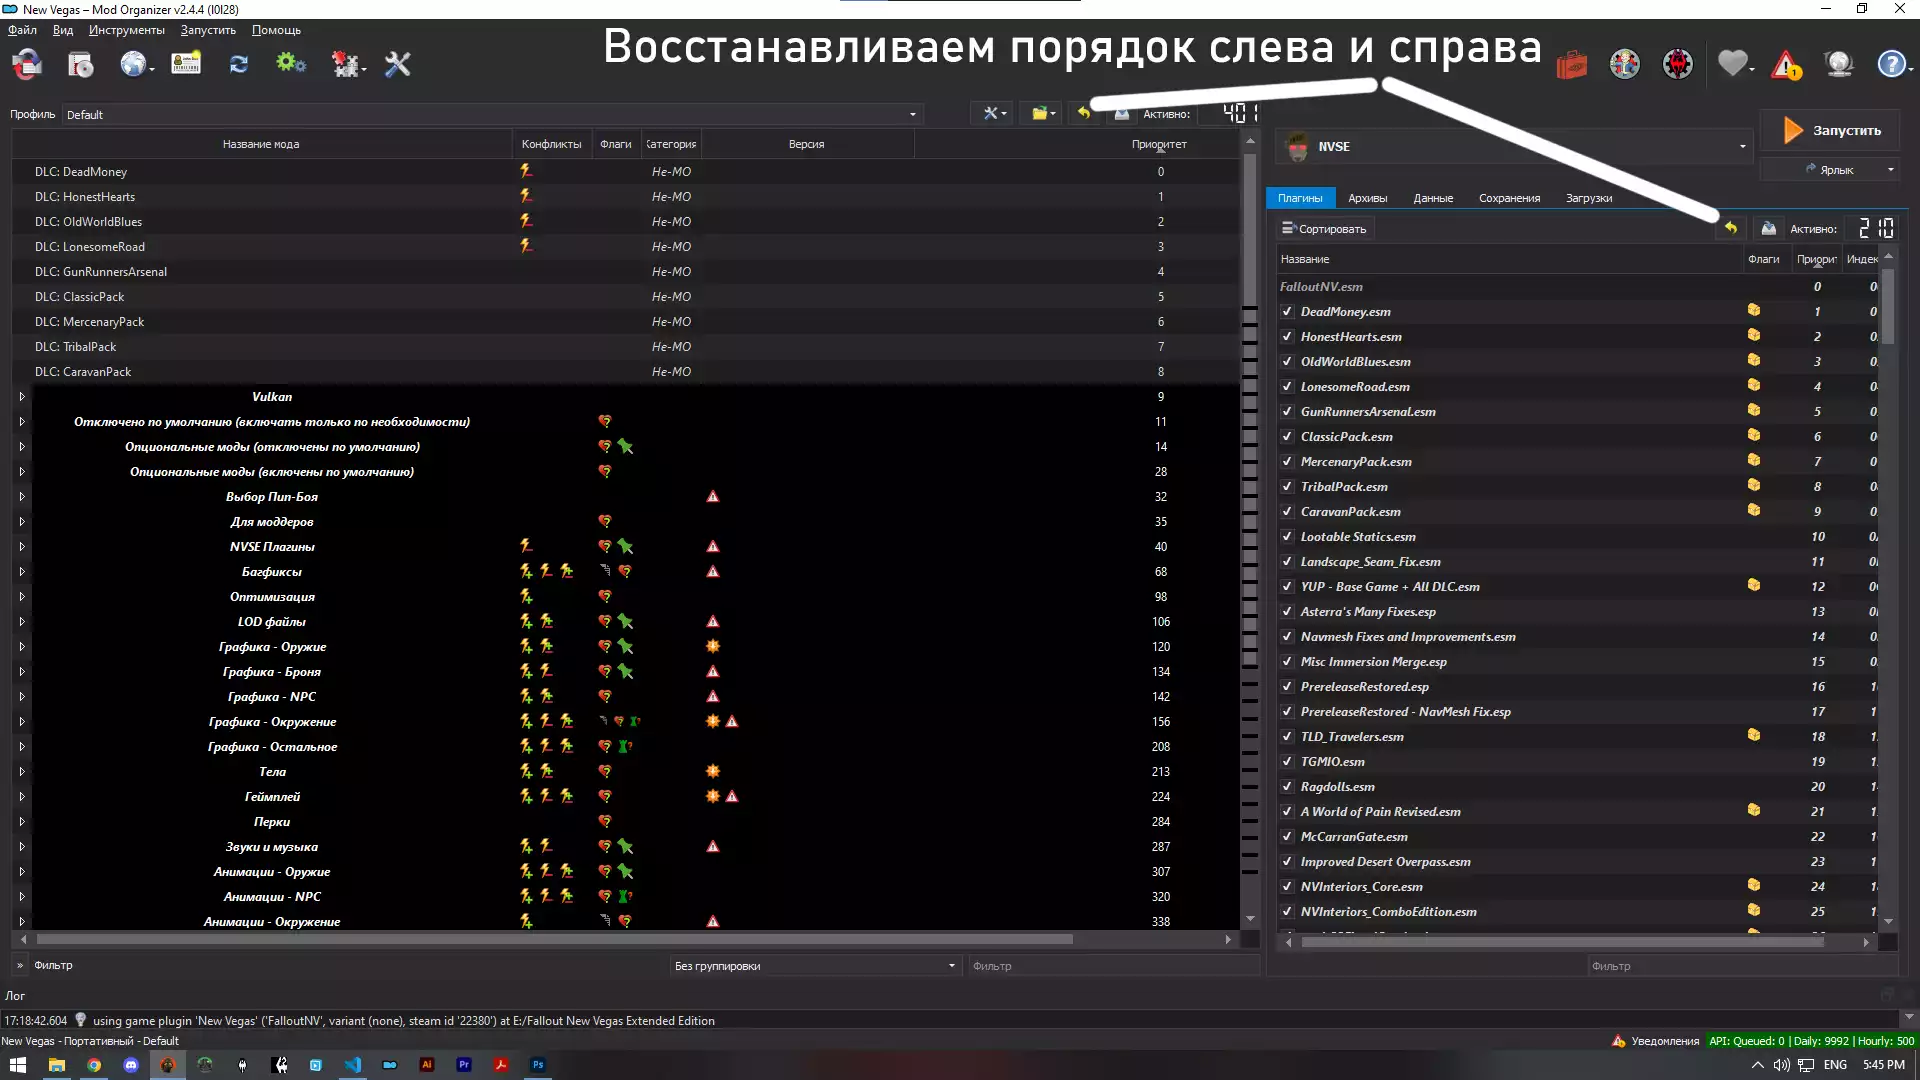 New Vegas – Mod Organizer v2.4.4 (I0I28)
Файл Вид Инструменты Запустить Помощь
Восстанавливаем порядок слева и справа
Профиль Default Активно: 401
Название мода Конфликты Флаги Категория Версия Приоритет
DLC: DeadMoney Не-МО 0
DLC: HonestHearts Не-МО 1
DLC: OldWorldBlues Не-МО 2
DLC: LonesomeRoad Не-МО 3
DLC: GunRunnersArsenal Не-МО 4
DLC: ClassicPack Не-МО 5
DLC: MercenaryPack Не-МО 6
DLC: TribalPack Не-МО 7
DLC: CaravanPack Не-МО 8
Vulkan 9
Отключено по умолчанию (включать только по необходимости) 11
Опциональные моды (отключены по умолчанию) 14
Опциональные моды (включены по умолчанию) 28
Выбор Пип-Боя 32
Для моддеров 35
NVSE Плагины 40
Багфиксы 68
Оптимизация 98
LOD файлы 106
Графика - Оружие 120
Графика - Броня 134
Графика - NPC 142
Графика - Окружение 156
Графика - Остальное 208
Тела 213
Геймплей 224
Перки 284
Звуки и музыка 287
Анимации - Оружие 307
Анимации - NPC 320
Анимации - Окружение 338
» Фильтр Без группировки Фильтр
NVSE
Запустить
Ярлык
Плагины Архивы Данные Сохранения Загрузки
Сортировать Активно: 210
Название Флаги Приорит Индек
FalloutNV.esm 0 0
DeadMoney.esm 1 0
HonestHearts.esm 2 0
OldWorldBlues.esm 3 0
LonesomeRoad.esm 4 0
GunRunnersArsenal.esm 5 0
ClassicPack.esm 6 0
MercenaryPack.esm 7 0
TribalPack.esm 8 0
CaravanPack.esm 9 0
Lootable Statics.esm 10 0
Landscape_Seam_Fix.esm 11 0
YUP - Base Game + All DLC.esm 12 0
Asterra's Many Fixes.esp 13 0
Navmesh Fixes and Improvements.esm 14 0
Misc Immersion Merge.esp 15 0
PrereleaseRestored.esp 16 1
PrereleaseRestored - NavMesh Fix.esp 17 1
TLD_Travelers.esm 18 1
TGMIO.esm 19 1
Ragdolls.esm 20 1
A World of Pain Revised.esm 21 1
McCarranGate.esm 22 1
Improved Desert Overpass.esm 23 1
NVInteriors_Core.esm 24 1
NVInteriors_ComboEdition.esm 25 1
Фильтр
Лог
17:18:42.604 using game plugin 'New Vegas' ('FalloutNV', variant (none), steam id '22380') at E:/Fallout New Vegas Extended Edition
New Vegas - Портативный - Default Уведомления API: Queued: 0 | Daily: 9992 | Hourly: 500
Ai Pr Ps ENG 5:45 PM